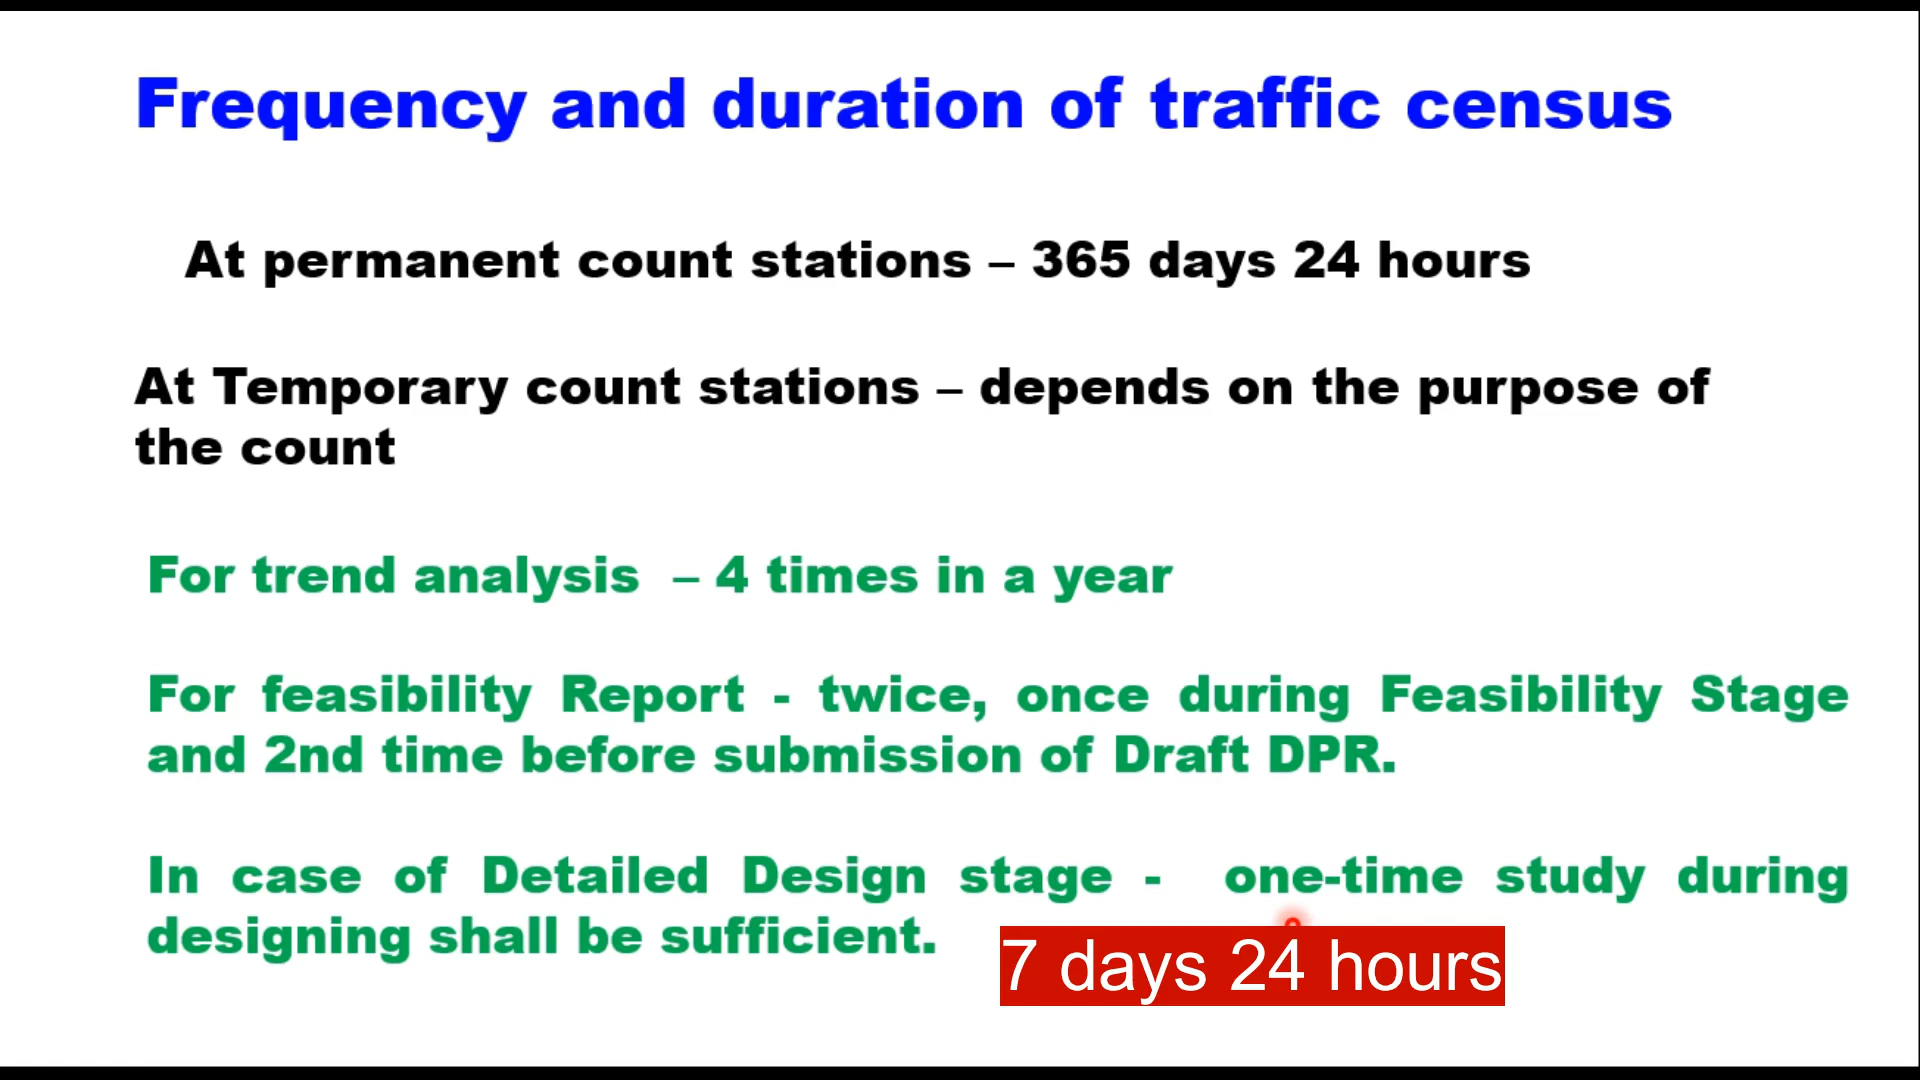 Frequency and duration of traffic census
At permanent count stations – 365 days 24 hours
At Temporary count stations – depends on the purpose of
the count
For trend analysis – 4 times in a year
For feasibility Report - twice, once during Feasibility Stage
and 2nd time before submission of Draft DPR.
In case of Detailed Design stage - one-time study during
designing shall be sufficient.
7 days 24 hours